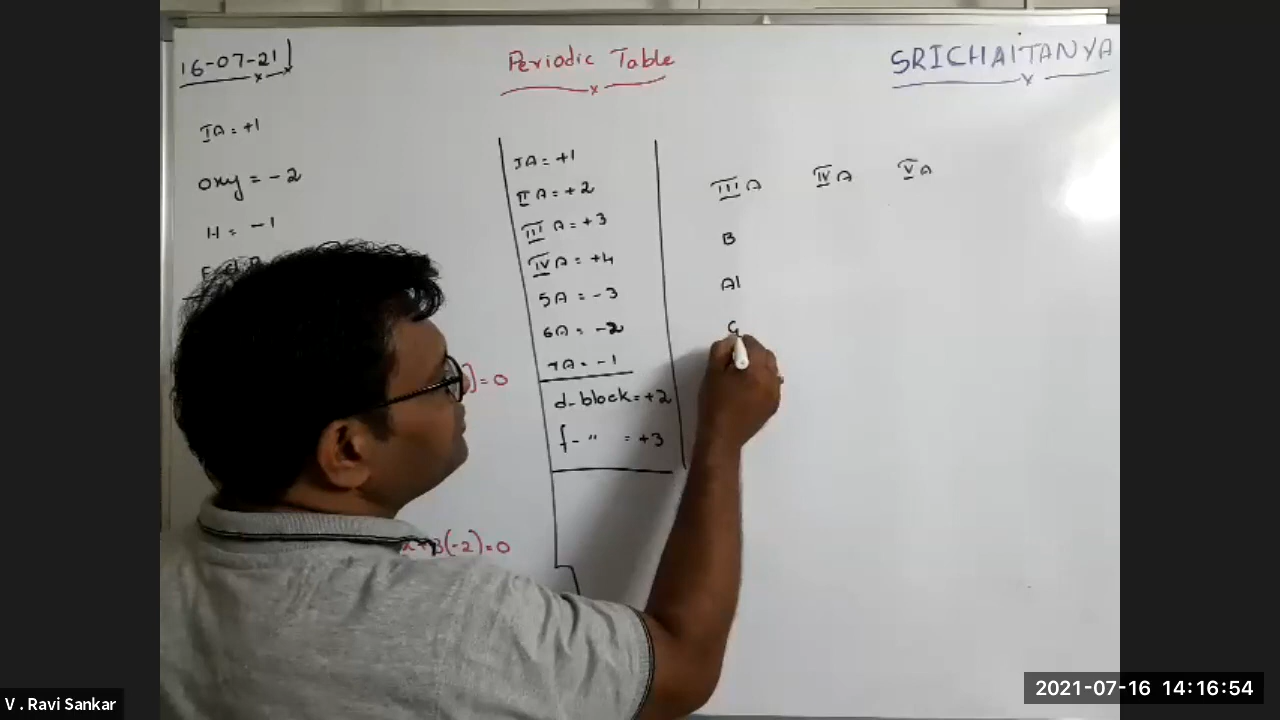 16-07-21
Periodic Table
SRICHAITANYA
IA = +1
oxy = -2
H = -1
] = 0
(-2) = 0
IA = +1
II A = +2
III A = +3
IV A = +4
5A = -3
6A = -2
7A = -1
d-block = +2
f- " = +3
III A IV A V A
B
Al
G
V . Ravi Sankar
2021-07-16 14:16:54